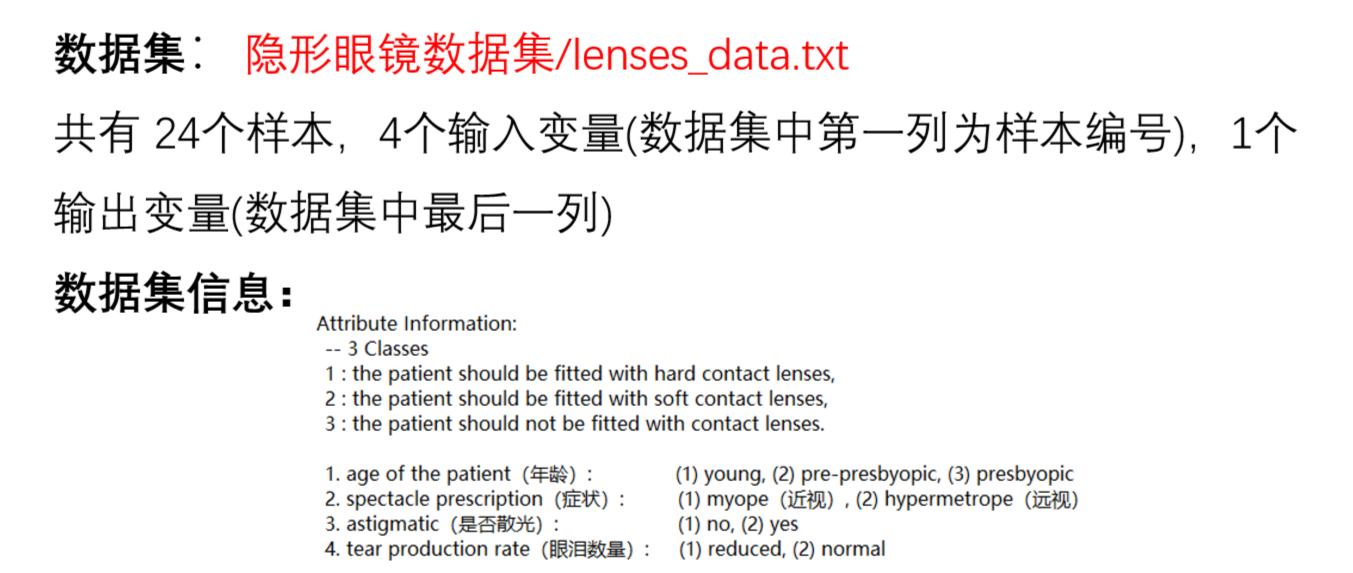 数据集： 隐形眼镜数据集/lenses_data.txt
共有 24个样本，4个输入变量(数据集中第一列为样本编号)，1个
输出变量(数据集中最后一列)
数据集信息：
Attribute Information:
-- 3 Classes
1 : the patient should be fitted with hard contact lenses,
2 : the patient should be fitted with soft contact lenses,
3 : the patient should not be fitted with contact lenses.
1. age of the patient（年龄）: (1) young, (2) pre-presbyopic, (3) presbyopic
2. spectacle prescription（症状）: (1) myope（近视）, (2) hypermetrope（远视）
3. astigmatic（是否散光）: (1) no, (2) yes
4. tear production rate（眼泪数量）: (1) reduced, (2) normal